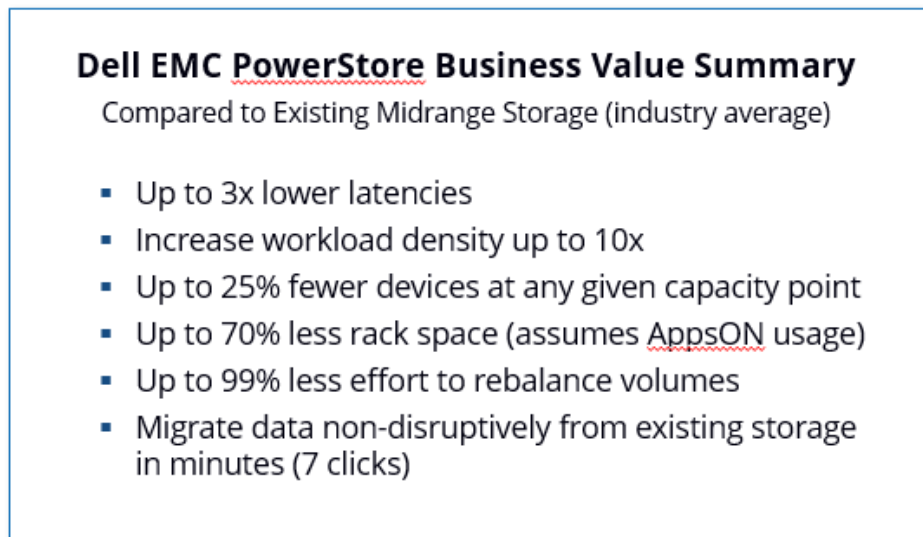 Dell EMC PowerStore Business Value Summary
Compared to Existing Midrange Storage (industry average)
▪ Up to 3x lower latencies
▪ Increase workload density up to 10x
▪ Up to 25% fewer devices at any given capacity point
▪ Up to 70% less rack space (assumes AppsON usage)
▪ Up to 99% less effort to rebalance volumes
▪ Migrate data non-disruptively from existing storage
in minutes (7 clicks)